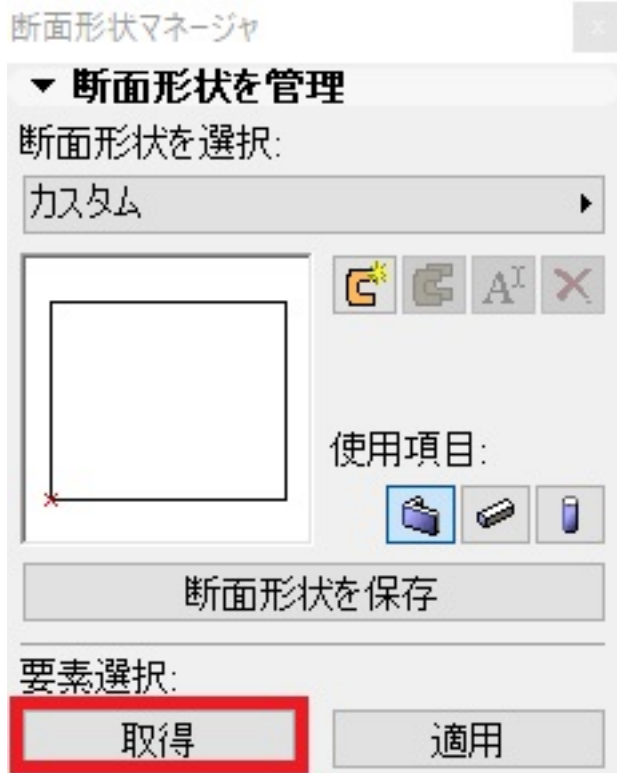 断面形状マネージャ
▼ 断面形状を管理
断面形状を選択:
カスタム
使用項目:
断面形状を保存
要素選択:
取得 適用